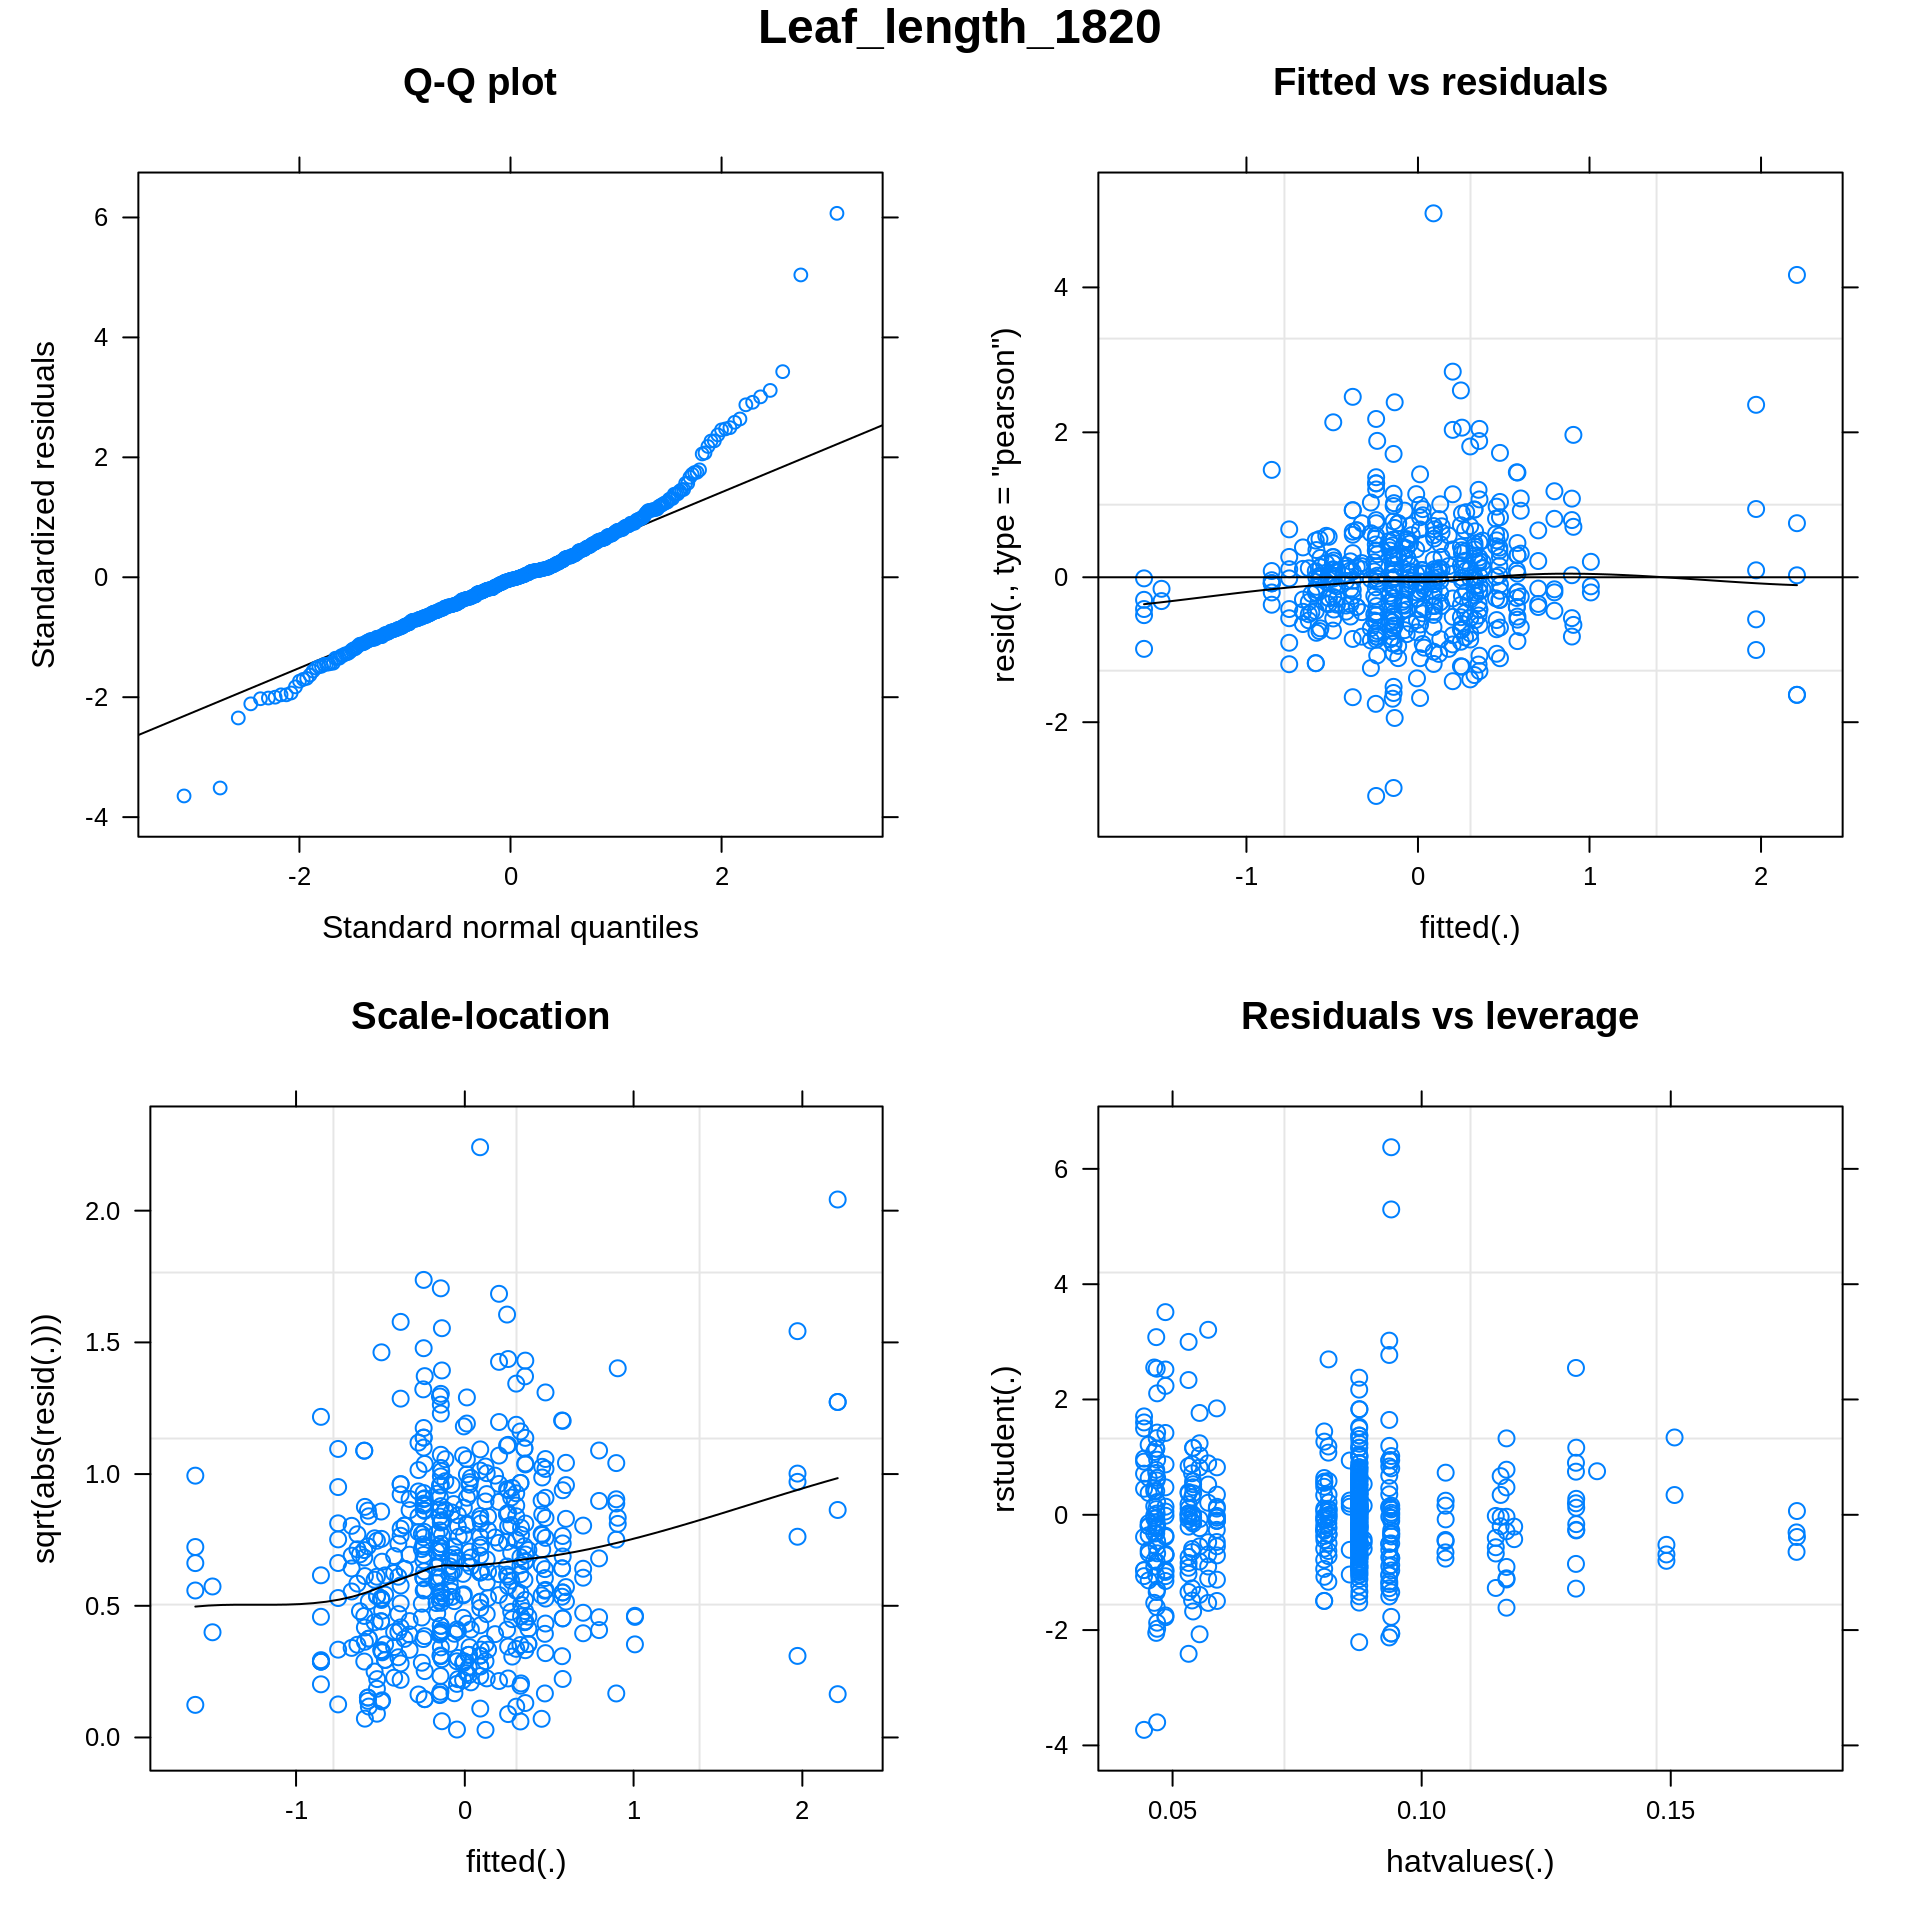 Leaf_length_1820
Q-Q plot
Standardized residuals
6
4
2
0
-2
-4
-2 0 2
Standard normal quantiles
Fitted vs residuals
resid(., type = "pearson")
4
2
0
-2
-1 0 1 2
fitted(.)
Scale-location
sqrt(abs(resid(.)))
2.0
1.5
1.0
0.5
0.0
-1 0 1 2
fitted(.)
Residuals vs leverage
rstudent(.)
6
4
2
0
-2
-4
0.05 0.10 0.15
hatvalues(.)